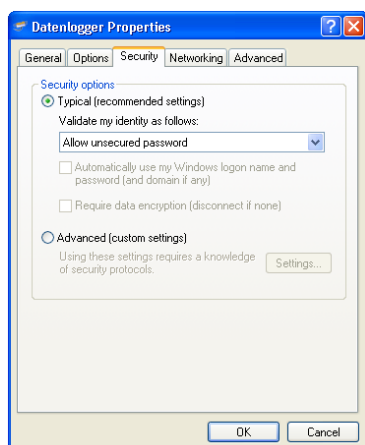 Datenlogger Properties
General Options Security Networking Advanced
Security options
Typical (recommended settings)
Validate my identity as follows:
Allow unsecured password
Automatically use my Windows logon name and
password (and domain if any)
Require data encryption (disconnect if none)
Advanced (custom settings)
Using these settings requires a knowledge
of security protocols.
Settings...
OK Cancel